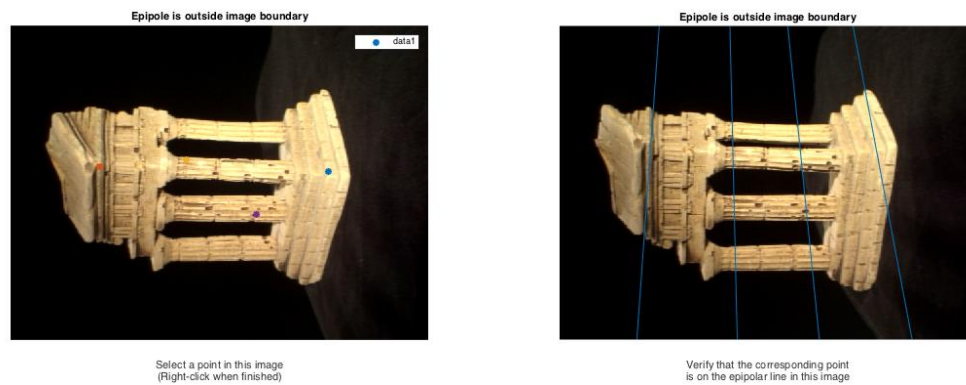 Epipole is outside image boundary
data1
Select a point in this image
(Right-click when finished)
Epipole is outside image boundary
Verify that the corresponding point
is on the epipolar line in this image